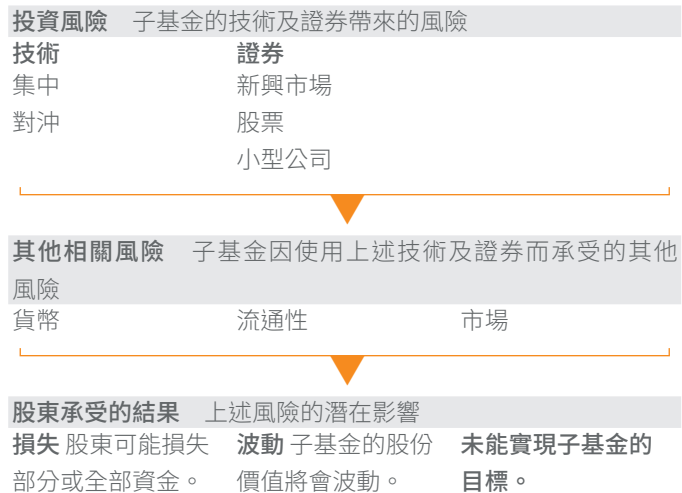 投資風險 子基金的技術及證券帶來的風險
技術 證券
集中 新興市場
對沖 股票
小型公司
其他相關風險 子基金因使用上述技術及證券而承受的其他
風險
貨幣 流通性 市場
股東承受的結果 上述風險的潛在影響
損失 股東可能損失 波動 子基金的股份 未能實現子基金的
部分或全部資金。 價值將會波動。 目標。